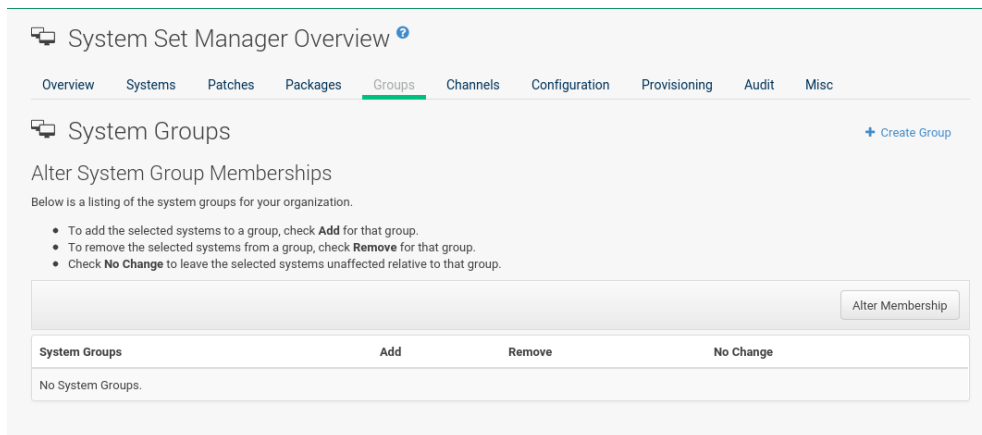 System Set Manager Overview ?
Overview Systems Patches Packages Groups Channels Configuration Provisioning Audit Misc
System Groups
+ Create Group
Alter System Group Memberships
Below is a listing of the system groups for your organization.
• To add the selected systems to a group, check Add for that group.
• To remove the selected systems from a group, check Remove for that group.
• Check No Change to leave the selected systems unaffected relative to that group.
Alter Membership
System Groups Add Remove No Change
No System Groups.